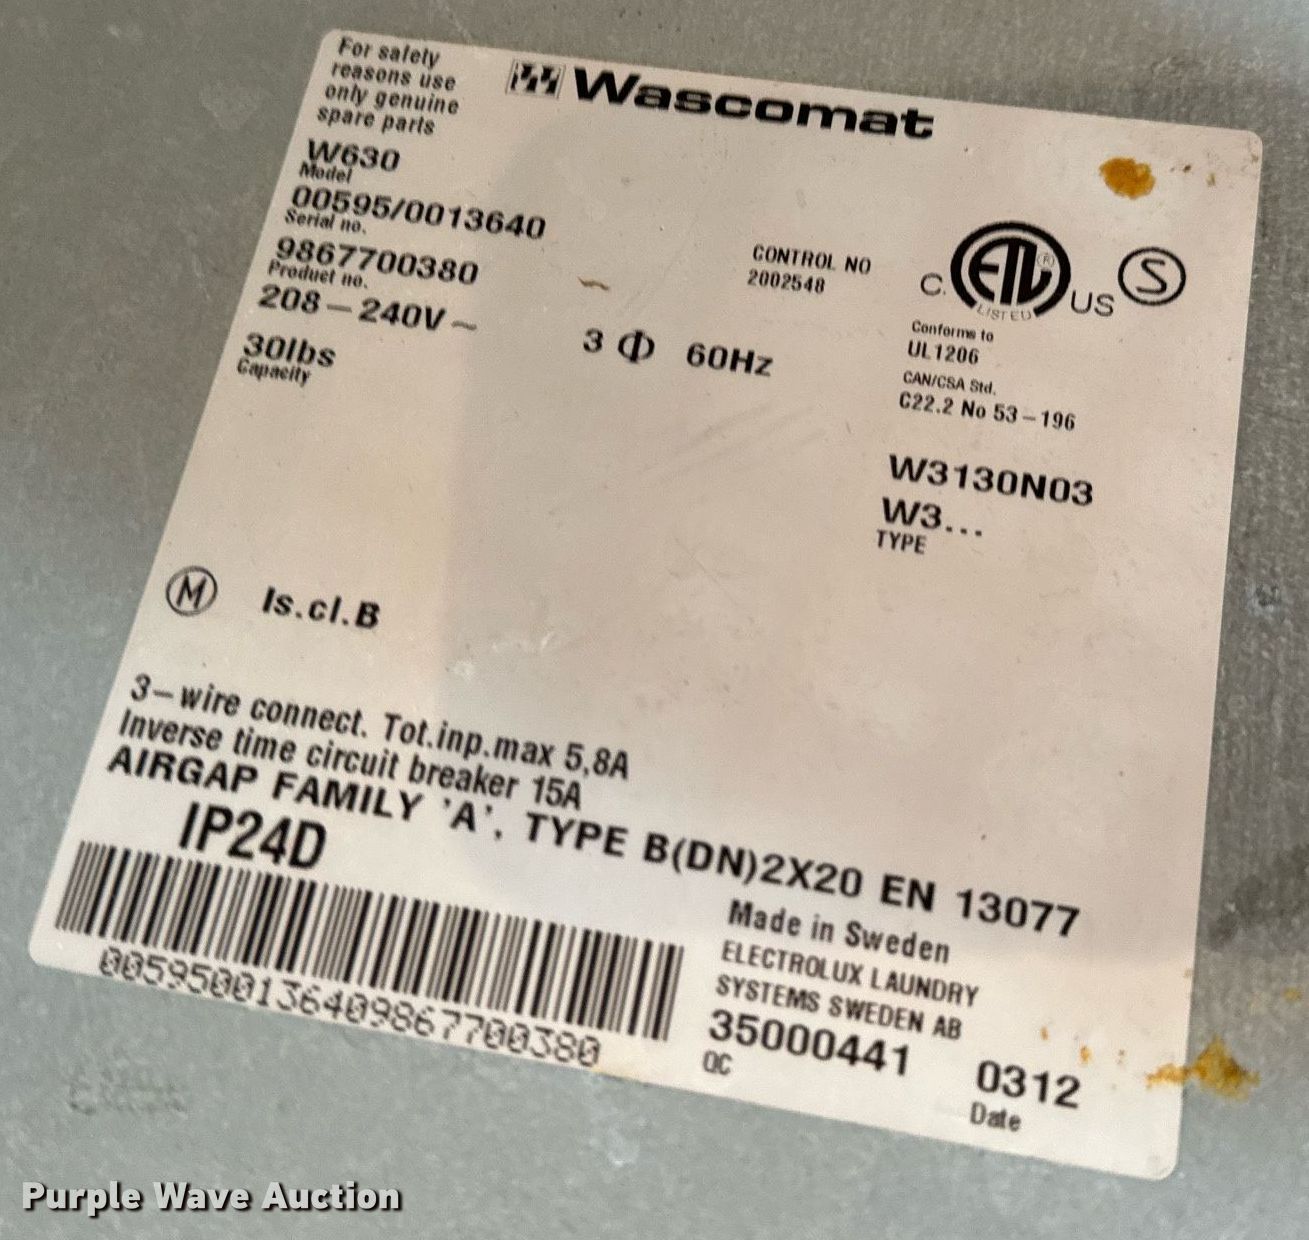 For safety
reasons use
only genuine
spare parts
Wascomat
W630
Model
00595/0013640
Serial no.
9867700380
Product no.
208-240V~
3 Φ 60Hz
30lbs
Capacity
CONTROL NO
2002548
C. ETL (R) US S
LISTED
Conforms to
UL1206
CAN/CSA Std.
C22.2 No 53-196
W3130N03
W3...
TYPE
M Is.cl.B
3-wire connect. Tot.inp.max 5,8A
Inverse time circuit breaker 15A
AIRGAP FAMILY 'A', TYPE B(DN)2X20 EN 13077
IP24D
0059500136409867700380
Made in Sweden
ELECTROLUX LAUNDRY
SYSTEMS SWEDEN AB
35000441
QC
0312
Date
Purple Wave Auction